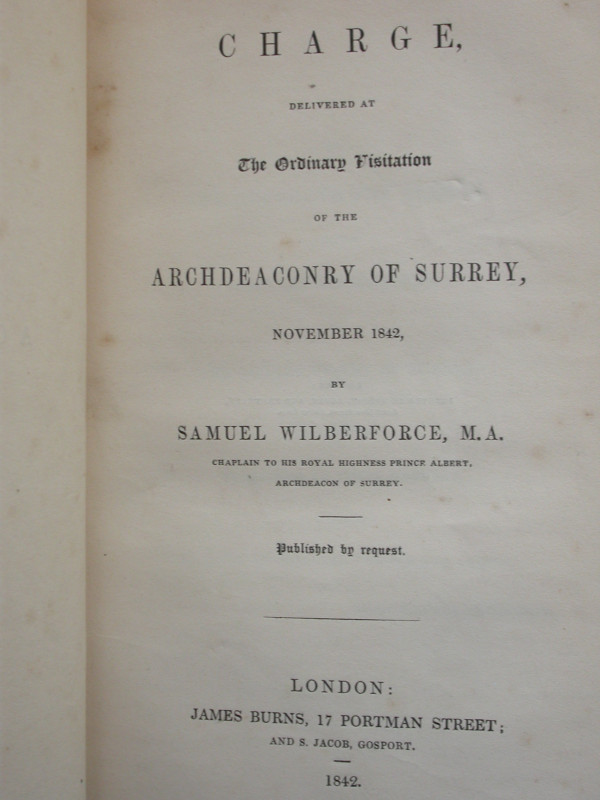 CHARGE,
DELIVERED AT
The Ordinary Visitation
OF THE
ARCHDEACONRY OF SURREY,
NOVEMBER 1842,
BY
SAMUEL WILBERFORCE, M.A.
CHAPLAIN TO HIS ROYAL HIGHNESS PRINCE ALBERT,
ARCHDEACON OF SURREY.
Published by request.
LONDON:
JAMES BURNS, 17 PORTMAN STREET;
AND S. JACOB, GOSPORT.
1842.